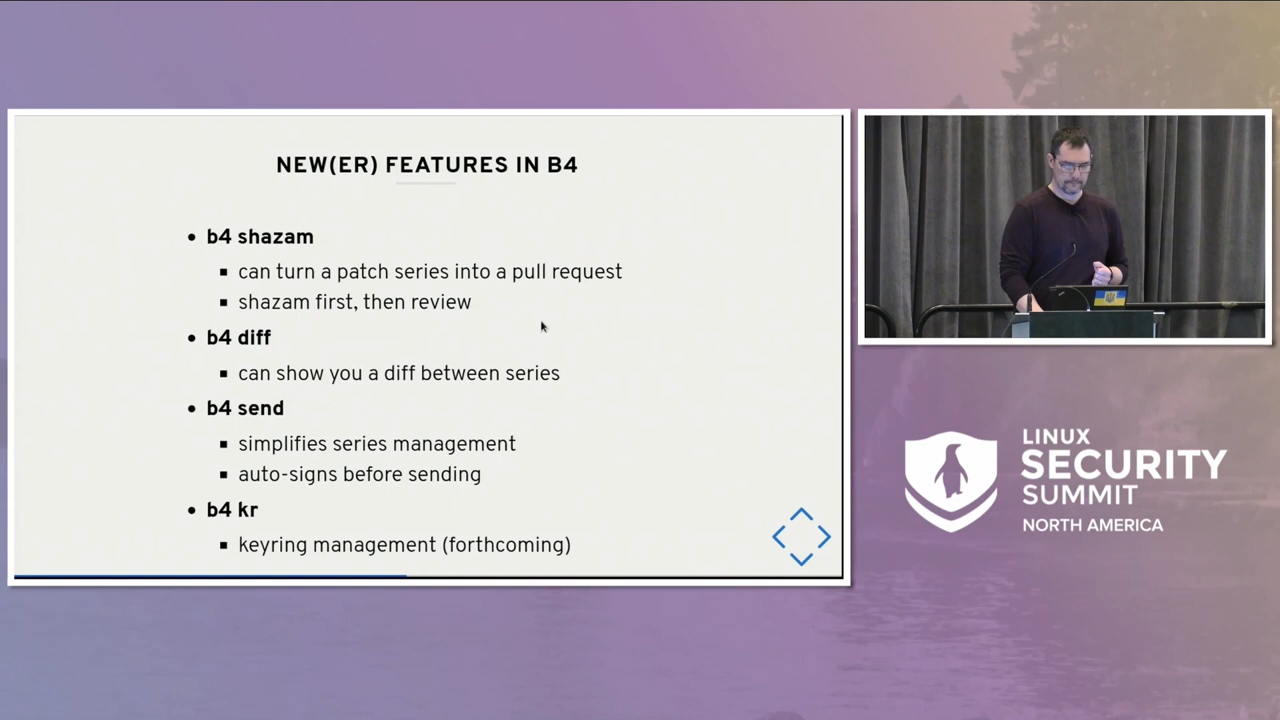 NEW(ER) FEATURES IN B4
b4 shazam
can turn a patch series into a pull request
shazam first, then review
b4 diff
can show you a diff between series
b4 send
simplifies series management
auto-signs before sending
b4 kr
keyring management (forthcoming)
LINUX
SECURITY
SUMMIT
NORTH AMERICA